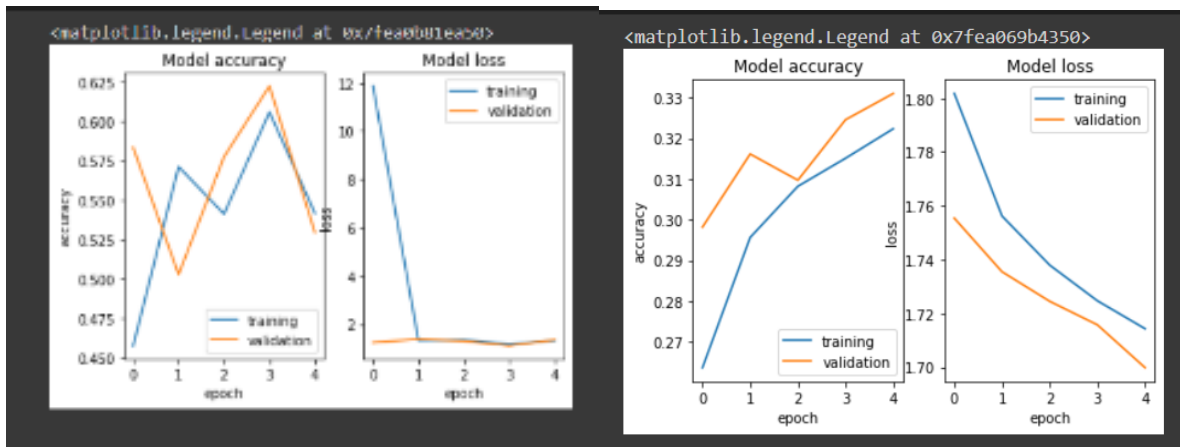 <matplotlib.legend.Legend at 0x7fea0b81ea50>
Model accuracy
Model loss
0.625
0.600
0.575
0.550
0.525
0.500
0.475
0.450
accuracy
training
validation
0 1 2 3 4
epoch
12
10
8
6
4
2
loss
training
validation
0 1 2 3 4
epoch
<matplotlib.legend.Legend at 0x7fea069b4350>
Model accuracy
Model loss
0.33
0.32
0.31
0.30
0.29
0.28
0.27
accuracy
training
validation
0 1 2 3 4
epoch
1.80
1.78
1.76
1.74
1.72
1.70
loss
training
validation
0 1 2 3 4
epoch